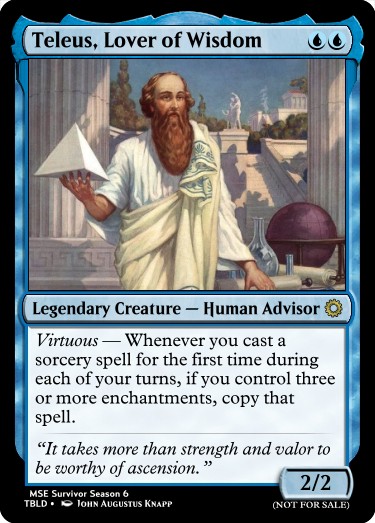 Teleus, Lover of Wisdom
Legendary Creature — Human Advisor
Virtuous — Whenever you cast a
sorcery spell for the first time during
each of your turns, if you control three
or more enchantments, copy that
spell.
“It takes more than strength and valor to
be worthy of ascension.”
2/2
MSE Survivor Season 6
TBLD • John Augustus Knapp
(NOT FOR SALE)